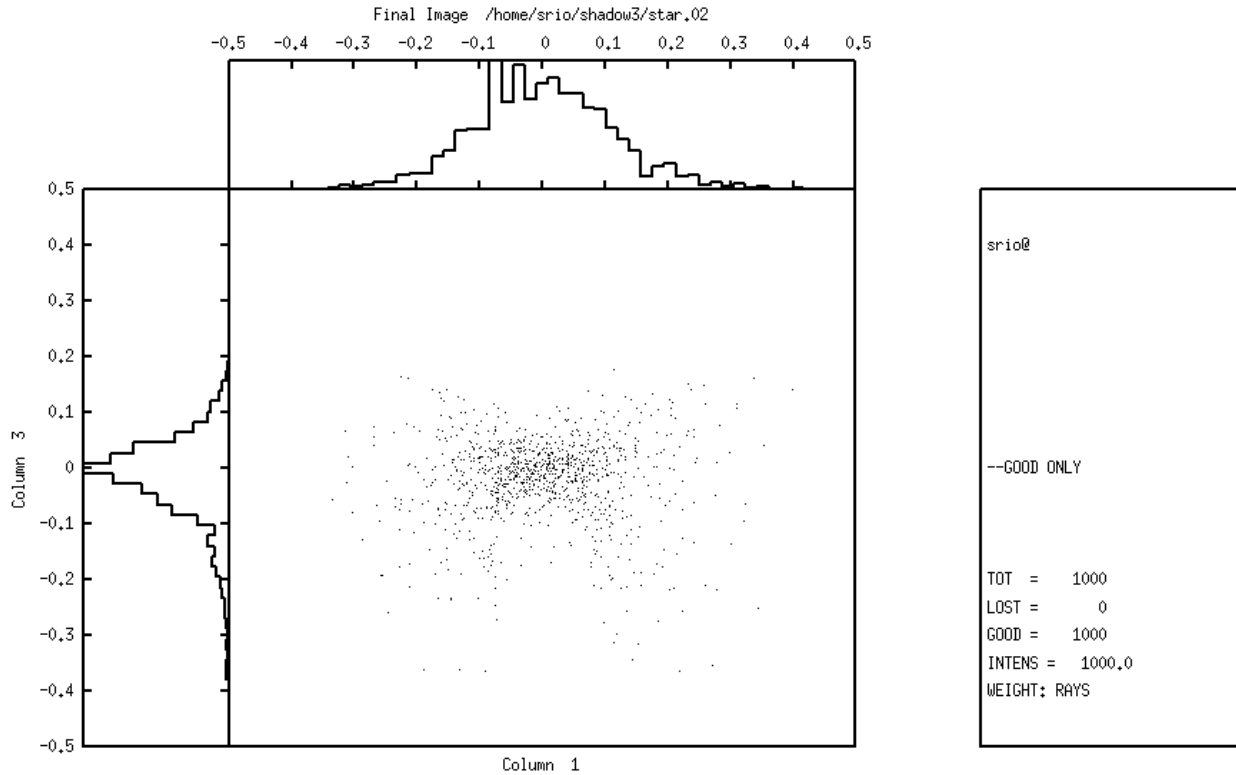 Final Image /home/srio/shadow3/star.02
-0.5 -0.4 -0.3 -0.2 -0.1 0 0.1 0.2 0.3 0.4 0.5
0.5
0.4
0.3
0.2
0.1
0
-0.1
-0.2
-0.3
-0.4
-0.5
Column 3
Column 1
srio@
--GOOD ONLY
TOT = 1000
LOST = 0
GOOD = 1000
INTENS = 1000.0
WEIGHT: RAYS